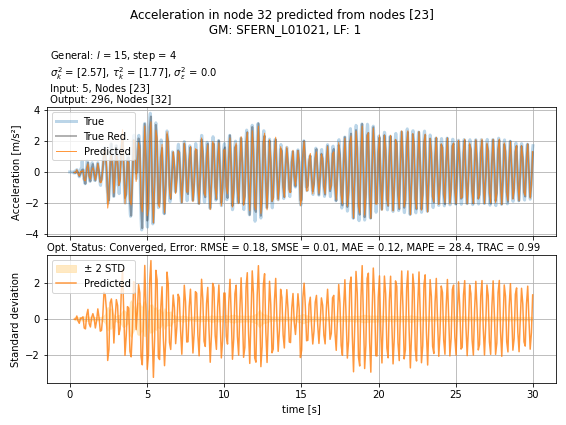 Acceleration in node 32 predicted from nodes [23]
GM: SFERN_L01021, LF: 1
General: l = 15, step = 4
σ²ₖ = [2.57], τ²ₖ = [1.77], σ²ε = 0.0
Input: 5, Nodes [23]
Output: 296, Nodes [32]
4
2
0
−2
−4
Acceleration [m/s²]
True
True Red.
Predicted
Opt. Status: Converged, Error: RMSE = 0.18, SMSE = 0.01, MAE = 0.12, MAPE = 28.4, TRAC = 0.99
2
0
−2
Standard deviation
± 2 STD
Predicted
0 5 10 15 20 25 30
time [s]